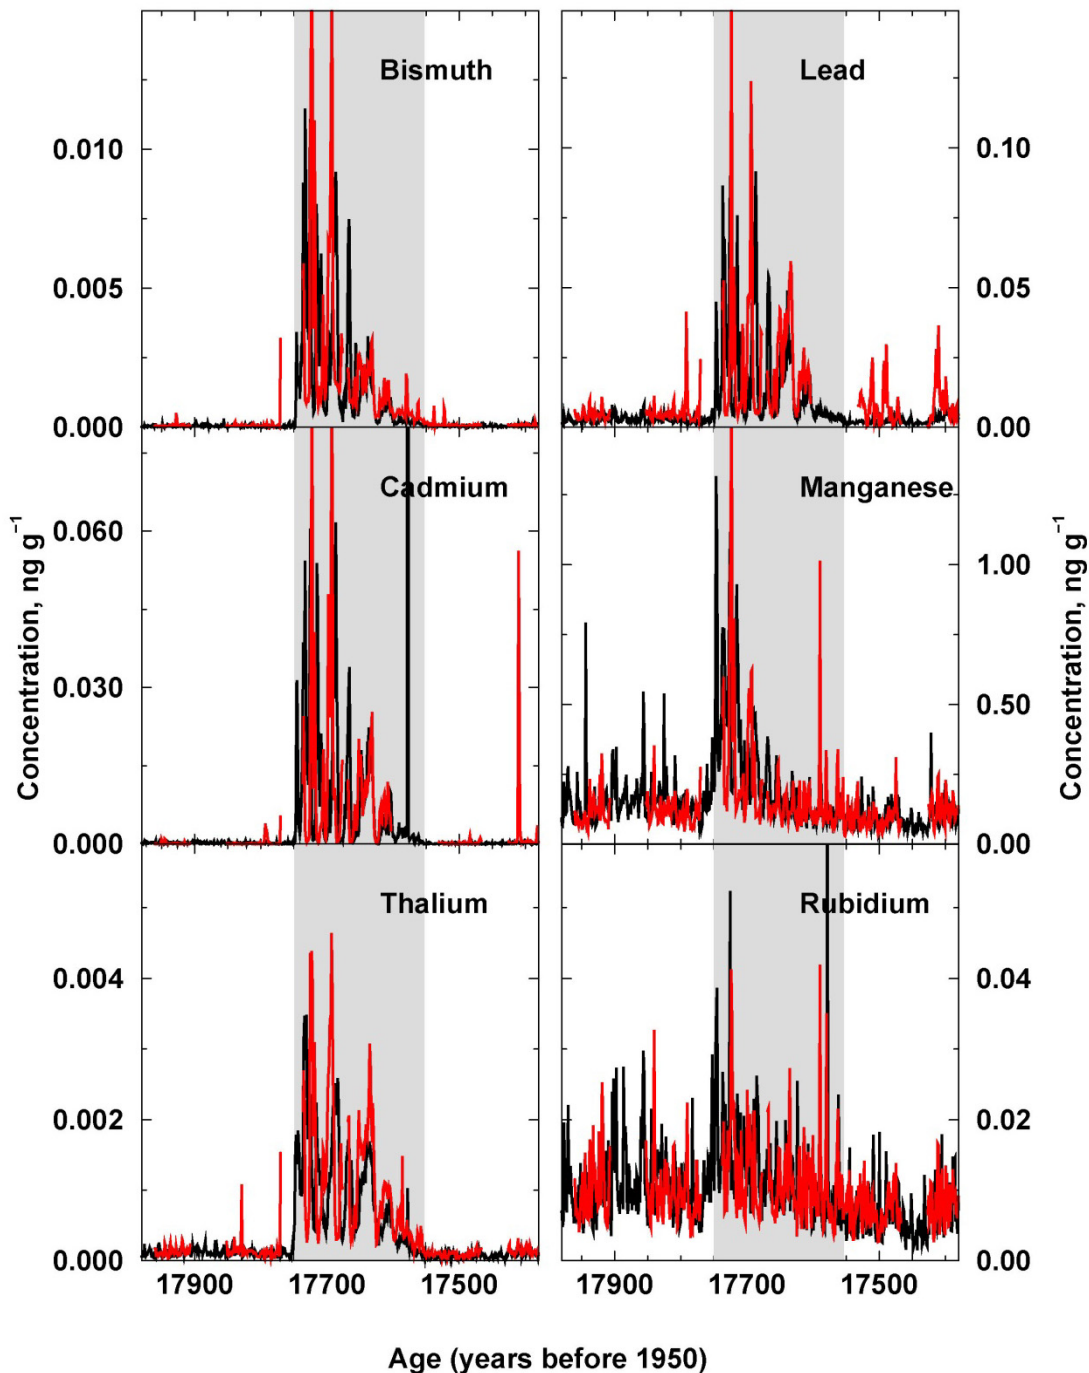 Bismuth
Lead
0.010
0.005
0.000
0.10
0.05
0.00
Cadmium
Manganese
0.060
0.030
0.000
1.00
0.50
0.00
Thalium
Rubidium
0.004
0.002
0.000
0.04
0.02
0.00
Concentration, ng g⁻¹
Concentration, ng g⁻¹
17900 17700 17500
17900 17700 17500
Age (years before 1950)